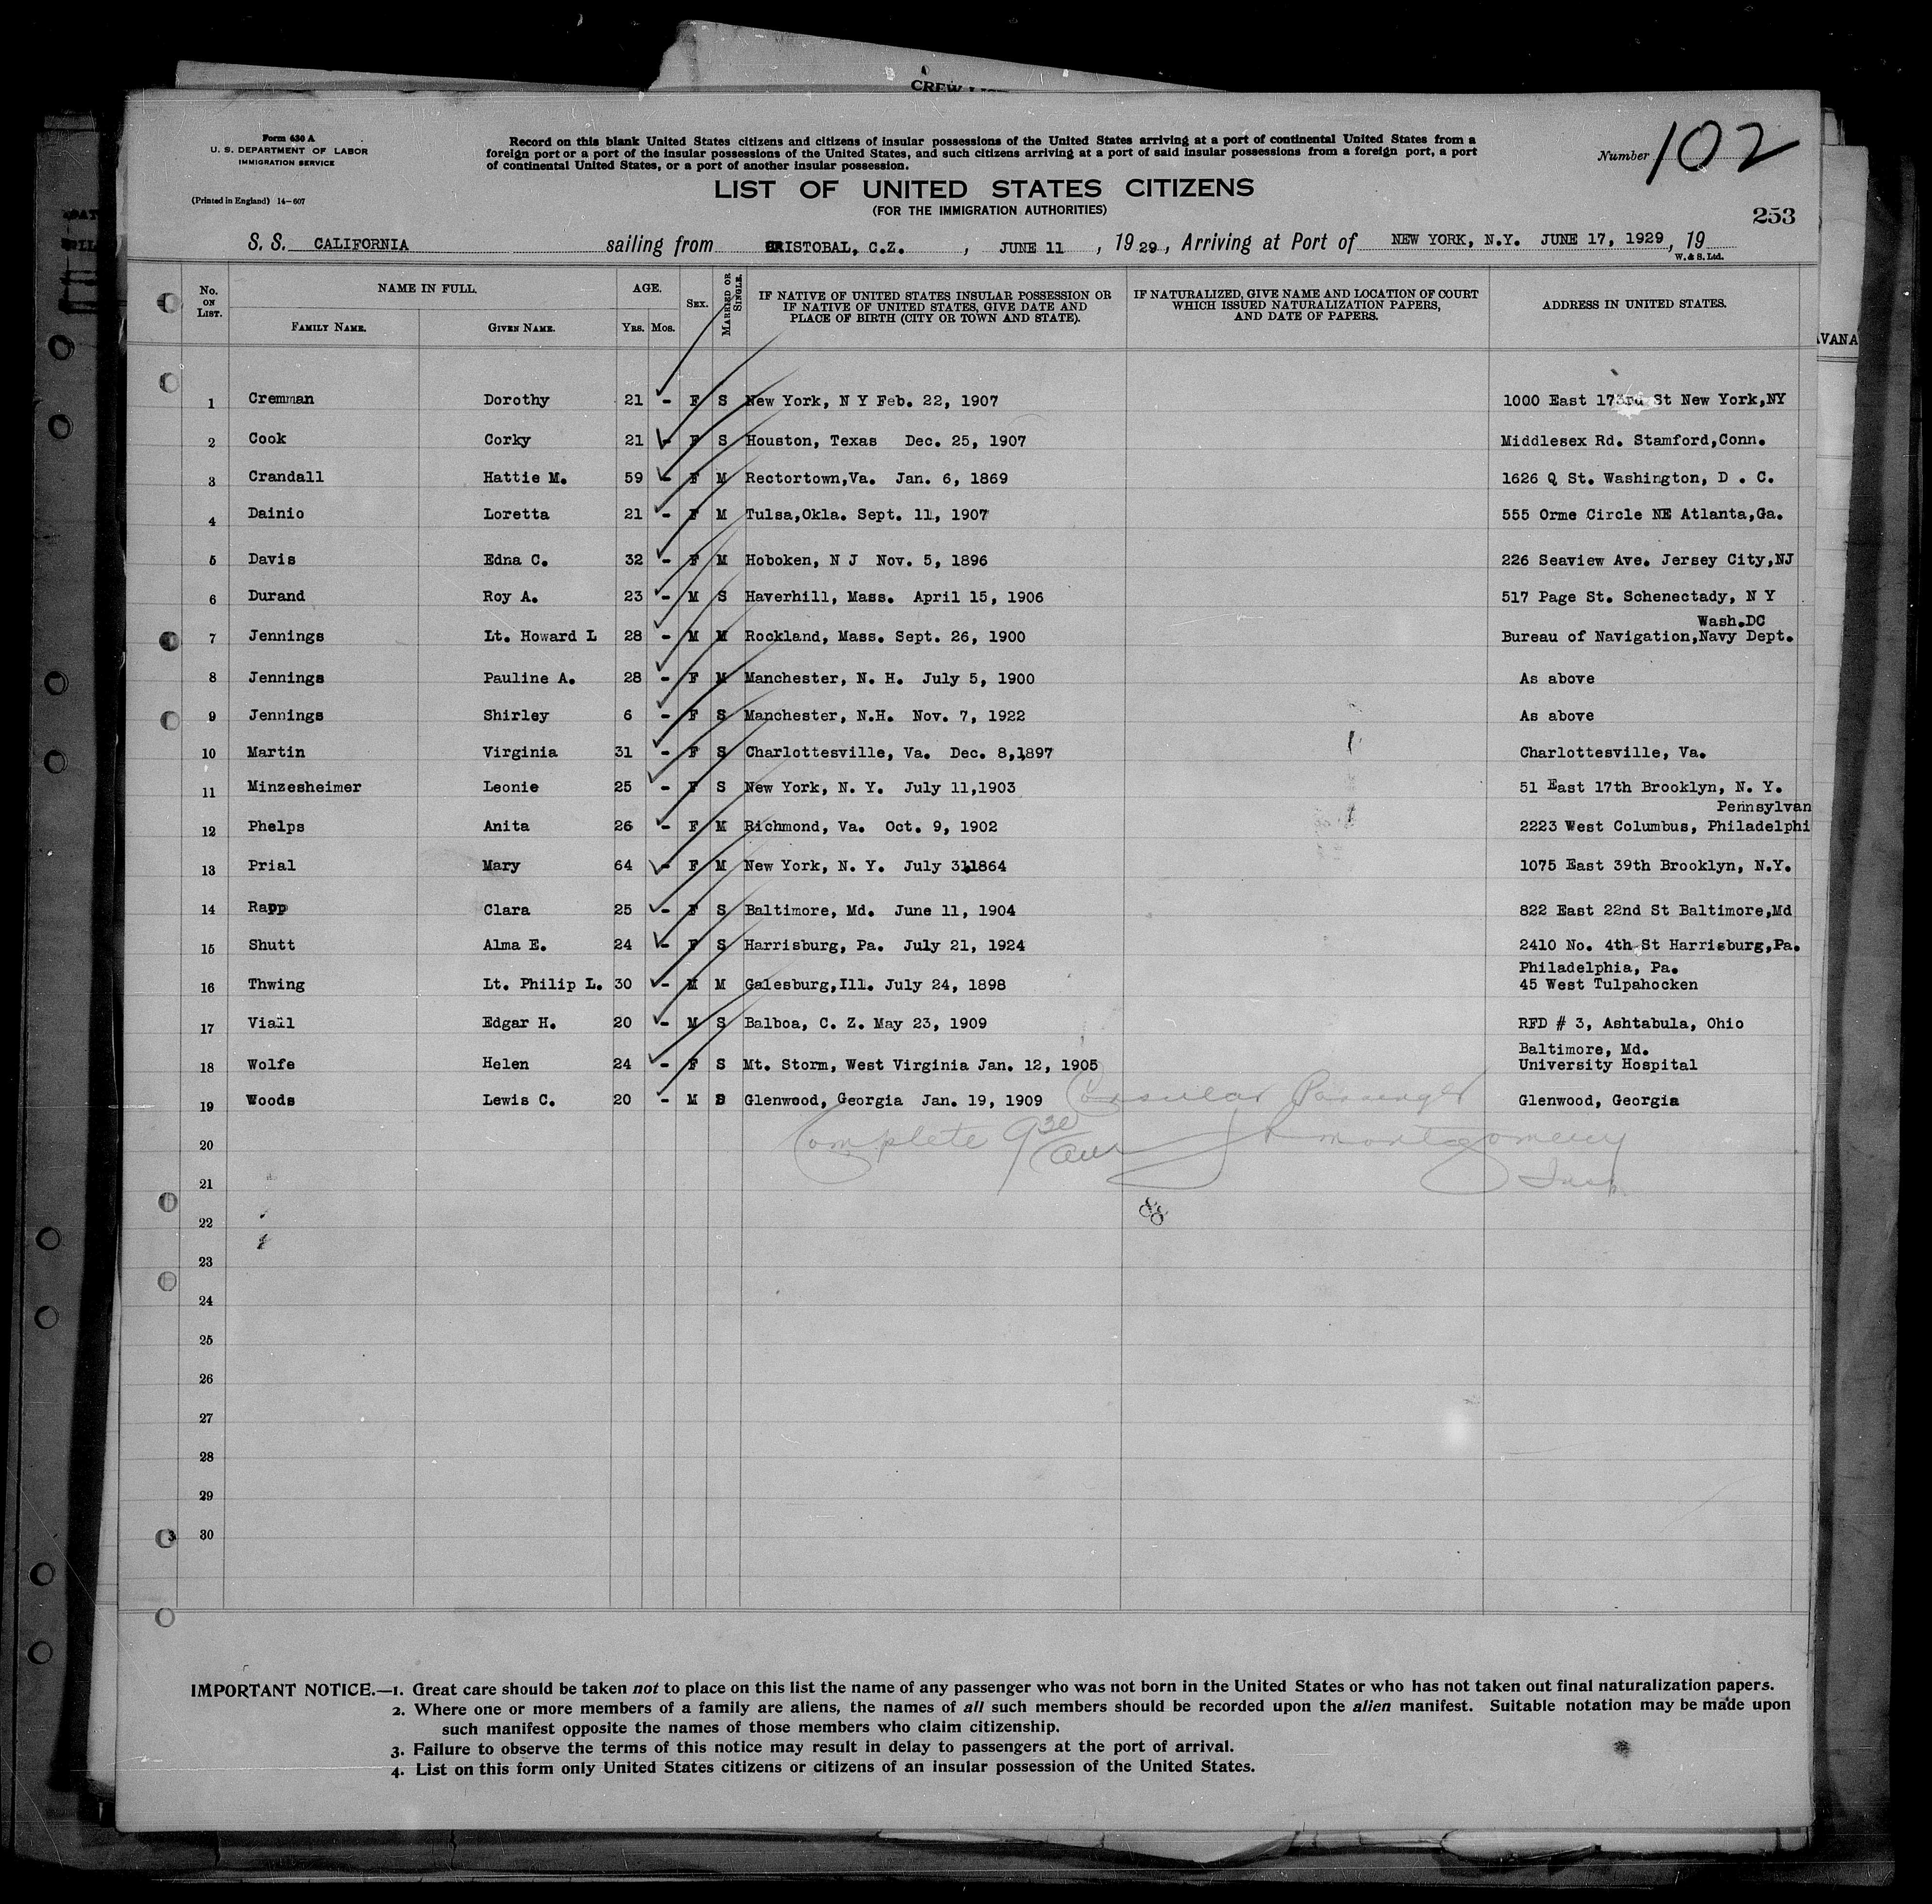 CREW LIST
Form 630 A
U. S. DEPARTMENT OF LABOR
IMMIGRATION SERVICE
(Printed in England) 14-607
Record on this blank United States citizens and citizens of insular possessions of the United States arriving at a port of continental United States from a
foreign port or a port of the insular possessions of the United States, and such citizens arriving at a port of said insular possessions from a foreign port, a port
of continental United States, or a port of another insular possession.
Number 102
LIST OF UNITED STATES CITIZENS
(FOR THE IMMIGRATION AUTHORITIES)
253
S. S. CALIFORNIA sailing from CRISTOBAL, C.Z. , JUNE 11 , 19 29, Arriving at Port of NEW YORK, N.Y. JUNE 17, 1929, 19
W. & S. Ltd.
No. ON LIST. NAME IN FULL. AGE. SEX. MARRIED OR SINGLE. IF NATIVE OF UNITED STATES INSULAR POSSESSION OR IF NATIVE OF UNITED STATES, GIVE DATE AND PLACE OF BIRTH (CITY OR TOWN AND STATE). IF NATURALIZED, GIVE NAME AND LOCATION OF COURT WHICH ISSUED NATURALIZATION PAPERS, AND DATE OF PAPERS. ADDRESS IN UNITED STATES.
FAMILY NAME. GIVEN NAME. YRS. MOS.
VANA
1 Cremman Dorothy 21 - F S New York, N Y Feb. 22, 1907 1000 East 173rd St New York,NY
2 Cook Corky 21 - F S Houston, Texas Dec. 25, 1907 Middlesex Rd. Stamford,Conn.
3 Crandall Hattie M. 59 - F M Rectortown,Va. Jan. 6, 1869 1626 Q St. Washington, D . C.
4 Dainio Loretta 21 - F M Tulsa,Okla. Sept. 11, 1907 555 Orme Circle NE Atlanta,Ga.
5 Davis Edna C. 32 - F M Hoboken, N J Nov. 5, 1896 226 Seaview Ave. Jersey City,NJ
6 Durand Roy A. 23 - M S Haverhill, Mass. April 15, 1906 517 Page St. Schenectady, N Y
Wash.DC
7 Jennings Lt. Howard L 28 - M M Rockland, Mass. Sept. 26, 1900 Bureau of Navigation,Navy Dept.
8 Jennings Pauline A. 28 - F M Manchester, N. H. July 5, 1900 As above
9 Jennings Shirley 6 - F S Manchester, N.H. Nov. 7, 1922 As above
10 Martin Virginia 31 - F S Charlottesville, Va. Dec. 8,1897 Charlottesville, Va.
11 Minzesheimer Leonie 25 - F S New York, N. Y. July 11,1903 51 East 17th Brooklyn, N. Y.
Pennsylvan
12 Phelps Anita 26 - F M Richmond, Va. Oct. 9, 1902 2223 West Columbus, Philadelphi
13 Prial Mary 64 - F M New York, N. Y. July 31,1864 1075 East 39th Brooklyn, N.Y.
14 Rapp Clara 25 - F S Baltimore, Md. June 11, 1904 822 East 22nd St Baltimore,Md
15 Shutt Alma E. 24 - F S Harrisburg, Pa. July 21, 1924 2410 No. 4th St Harrisburg,Pa.
Philadelphia, Pa.
16 Thwing Lt. Philip L. 30 - M M Galesburg,Ill. July 24, 1898 45 West Tulpahocken
17 Viall Edgar H. 20 - M S Balboa, C. Z. May 23, 1909 RFD # 3, Ashtabula, Ohio
Baltimore, Md.
18 Wolfe Helen 24 - F S Mt. Storm, West Virginia Jan. 12, 1905 University Hospital
19 Woods Lewis C. 20 - M S Glenwood, Georgia Jan. 19, 1909 Glenwood, Georgia
Consular Passenger
20 Complete Montgomery
21 Insp.
22
23
24
25
26
27
28
29
30
IMPORTANT NOTICE.—1. Great care should be taken not to place on this list the name of any passenger who was not born in the United States or who has not taken out final naturalization papers.
2. Where one or more members of a family are aliens, the names of all such members should be recorded upon the alien manifest. Suitable notation may be made upon
such manifest opposite the names of those members who claim citizenship.
3. Failure to observe the terms of this notice may result in delay to passengers at the port of arrival.
4. List on this form only United States citizens or citizens of an insular possession of the United States.